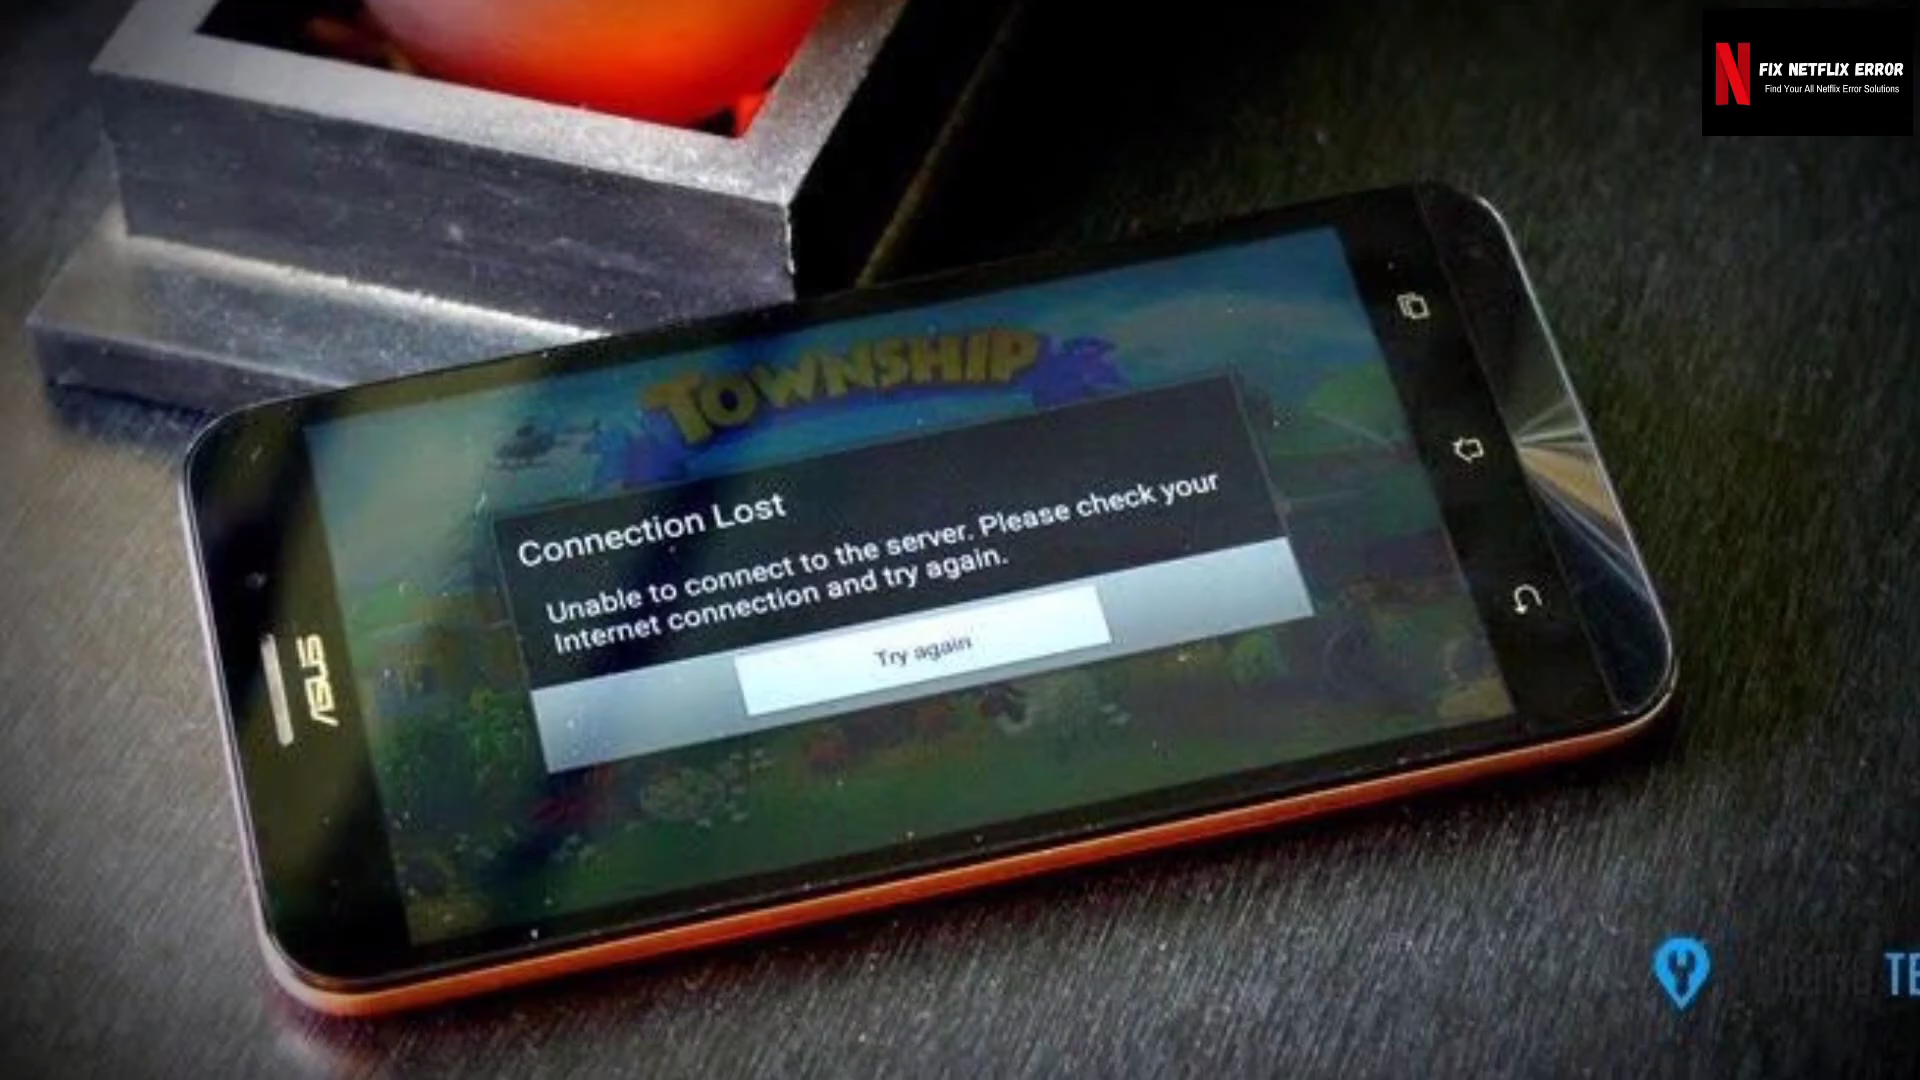 FIX NETFLIX ERROR
Find Your All Netflix Error Solutions
TOWNSHIP
Connection Lost
Unable to connect to the server. Please check your
Internet connection and try again.
Try again
ASUS
TE